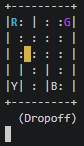 +---------+
|R: | : :G|
| : : : : |
| : : : : |
| | : | : |
|Y| : |B: |
+---------+
(Dropoff)